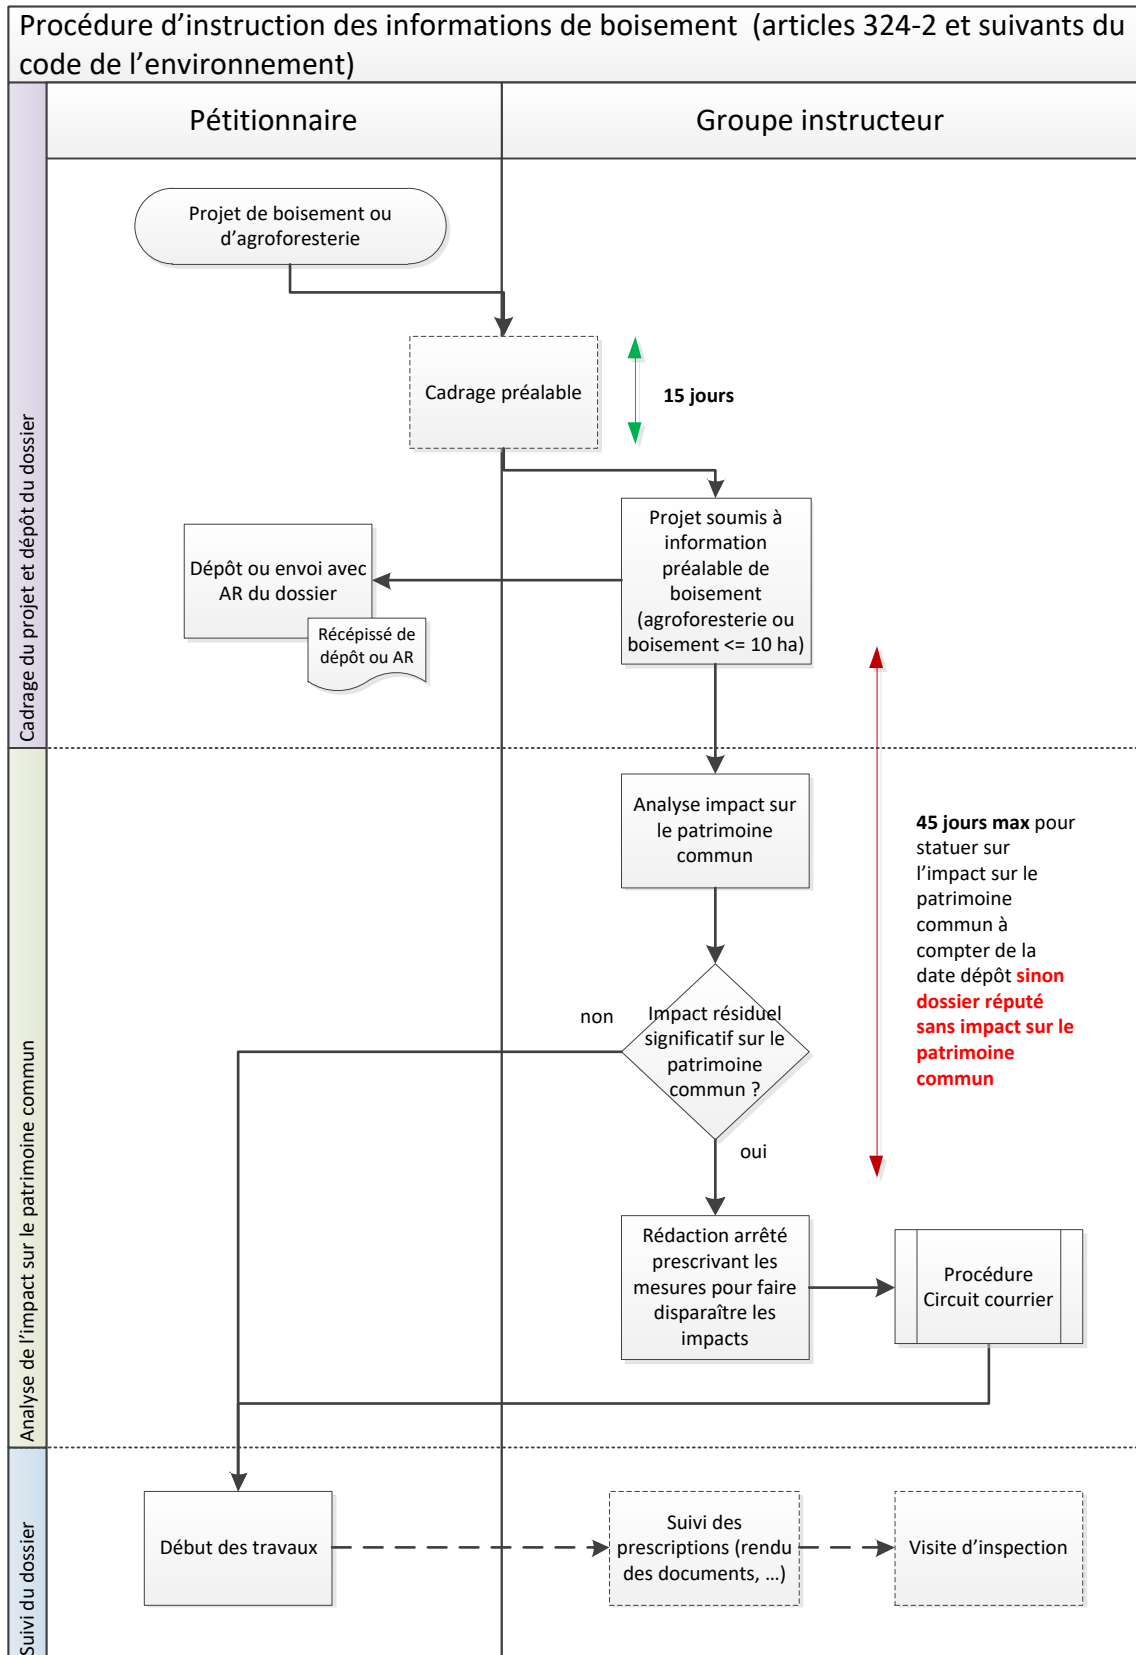 Procédure d’instruction des informations de boisement (articles 324-2 et suivants du
code de l’environnement)
Pétitionnaire
Groupe instructeur
Cadrage du projet et dépôt du dossier
Projet de boisement ou
d’agroforesterie
Cadrage préalable
15 jours
Projet soumis à
information
préalable de
boisement
(agroforesterie ou
boisement <= 10 ha)
Dépôt ou envoi avec
AR du dossier
Récépissé de
dépôt ou AR
Analyse de l’impact sur le patrimoine commun
Analyse impact sur
le patrimoine
commun
45 jours max pour
statuer sur
l’impact sur le
patrimoine
commun à
compter de la
date dépôt sinon
dossier réputé
sans impact sur le
patrimoine
commun
non
Impact résiduel
significatif sur le
patrimoine
commun ?
oui
Rédaction arrêté
prescrivant les
mesures pour faire
disparaître les
impacts
Procédure
Circuit courrier
Suivi du dossier
Début des travaux
Suivi des
prescriptions (rendu
des documents, ...)
Visite d’inspection